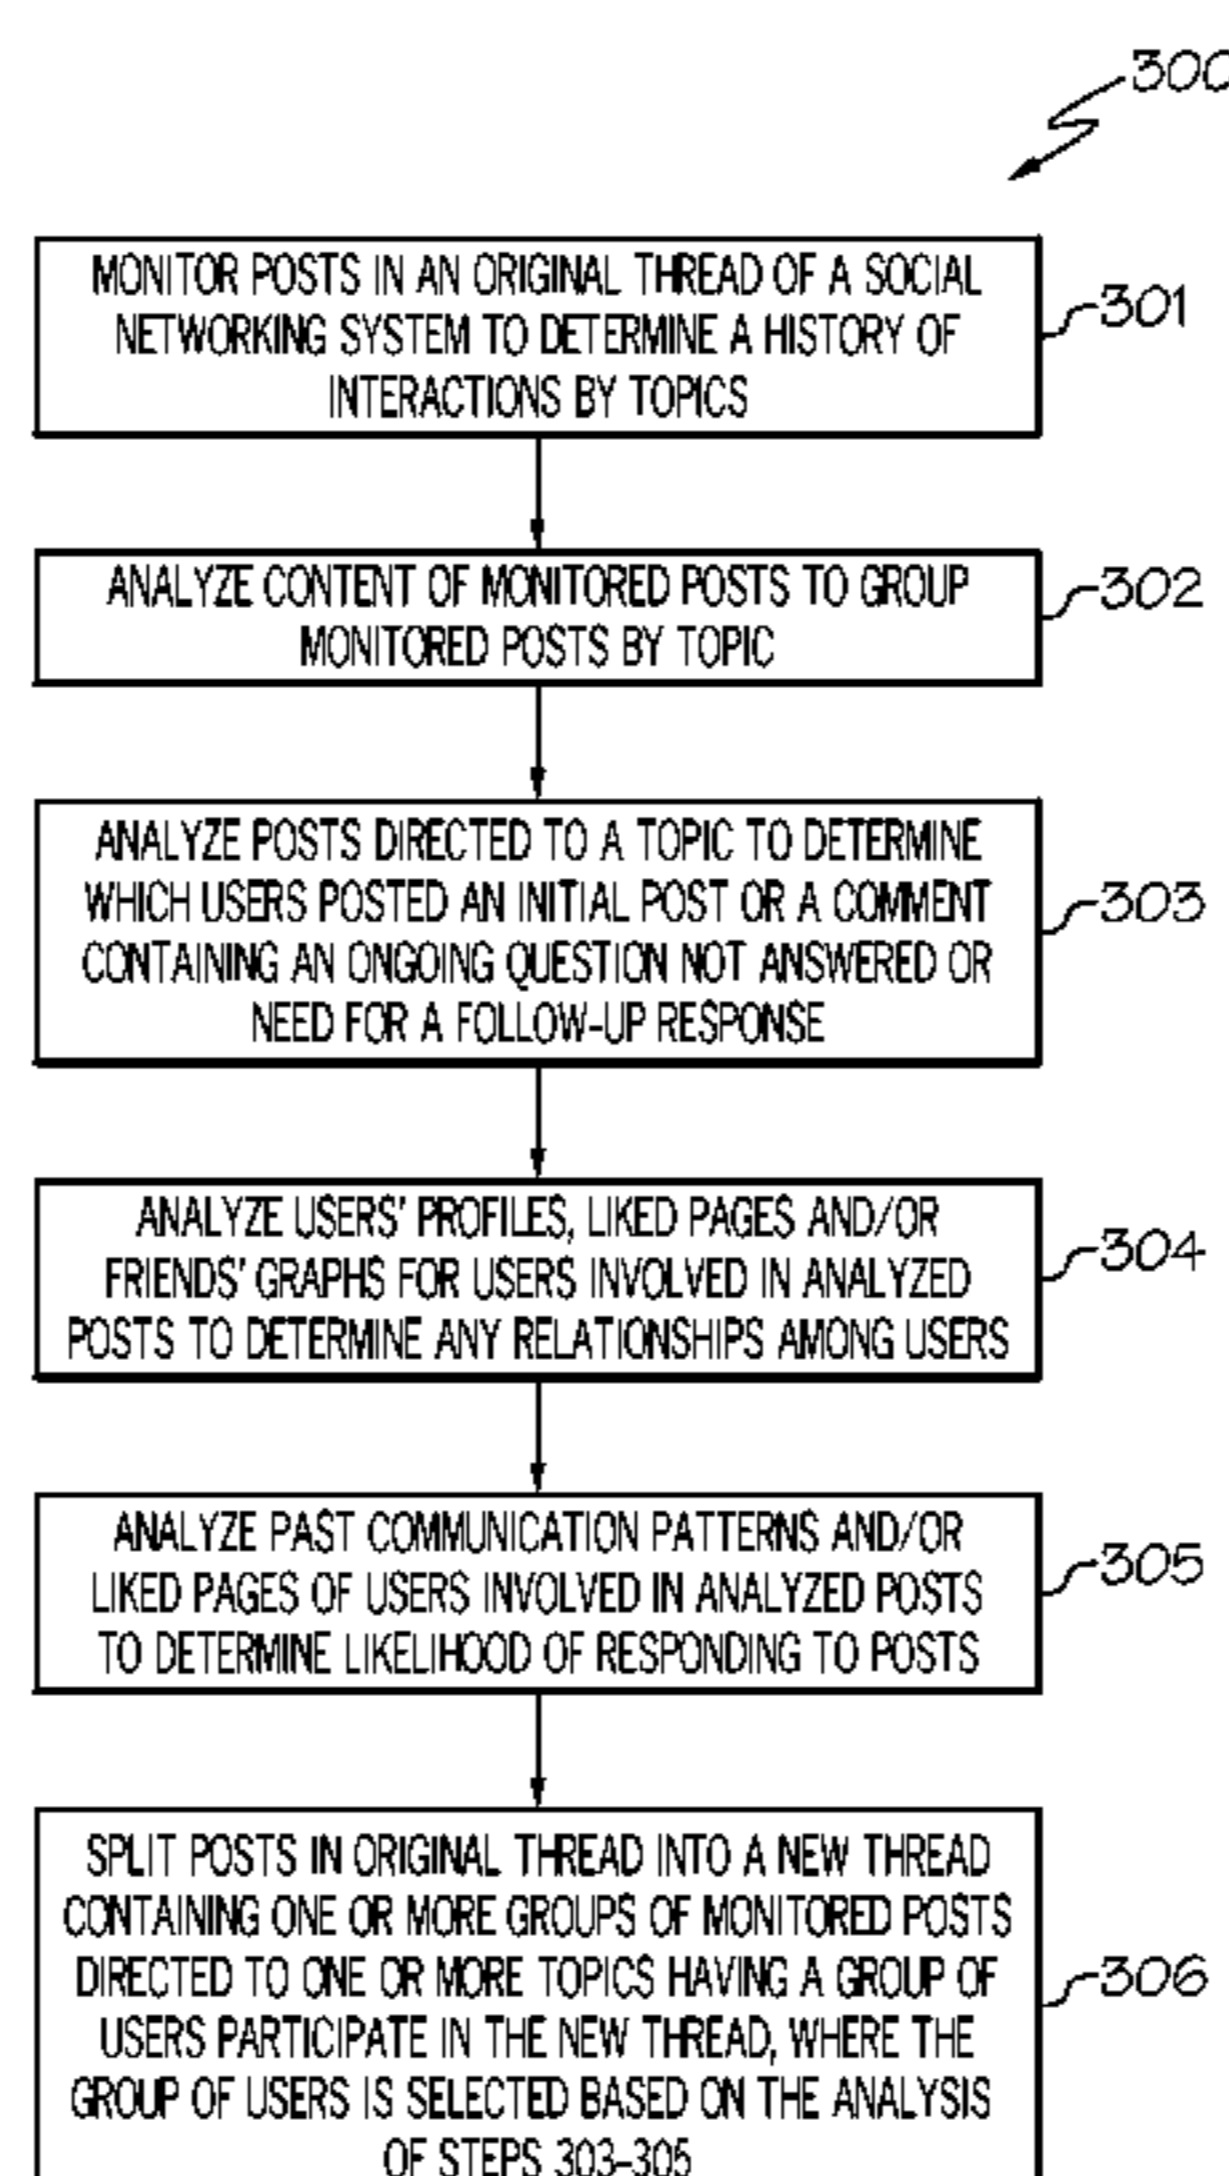 300
MONITOR POSTS IN AN ORIGINAL THREAD OF A SOCIAL
NETWORKING SYSTEM TO DETERMINE A HISTORY OF
INTERACTIONS BY TOPICS
301
ANALYZE CONTENT OF MONITORED POSTS TO GROUP
MONITORED POSTS BY TOPIC
302
ANALYZE POSTS DIRECTED TO A TOPIC TO DETERMINE
WHICH USERS POSTED AN INITIAL POST OR A COMMENT
CONTAINING AN ONGOING QUESTION NOT ANSWERED OR
NEED FOR A FOLLOW-UP RESPONSE
303
ANALYZE USERS' PROFILES, LIKED PAGES AND/OR
FRIENDS' GRAPHS FOR USERS INVOLVED IN ANALYZED
POSTS TO DETERMINE ANY RELATIONSHIPS AMONG USERS
304
ANALYZE PAST COMMUNICATION PATTERNS AND/OR
LIKED PAGES OF USERS INVOLVED IN ANALYZED POSTS
TO DETERMINE LIKELIHOOD OF RESPONDING TO POSTS
305
SPLIT POSTS IN ORIGINAL THREAD INTO A NEW THREAD
CONTAINING ONE OR MORE GROUPS OF MONITORED POSTS
DIRECTED TO ONE OR MORE TOPICS HAVING A GROUP OF
USERS PARTICIPATE IN THE NEW THREAD, WHERE THE
GROUP OF USERS IS SELECTED BASED ON THE ANALYSIS
OF STEPS 303-305
306